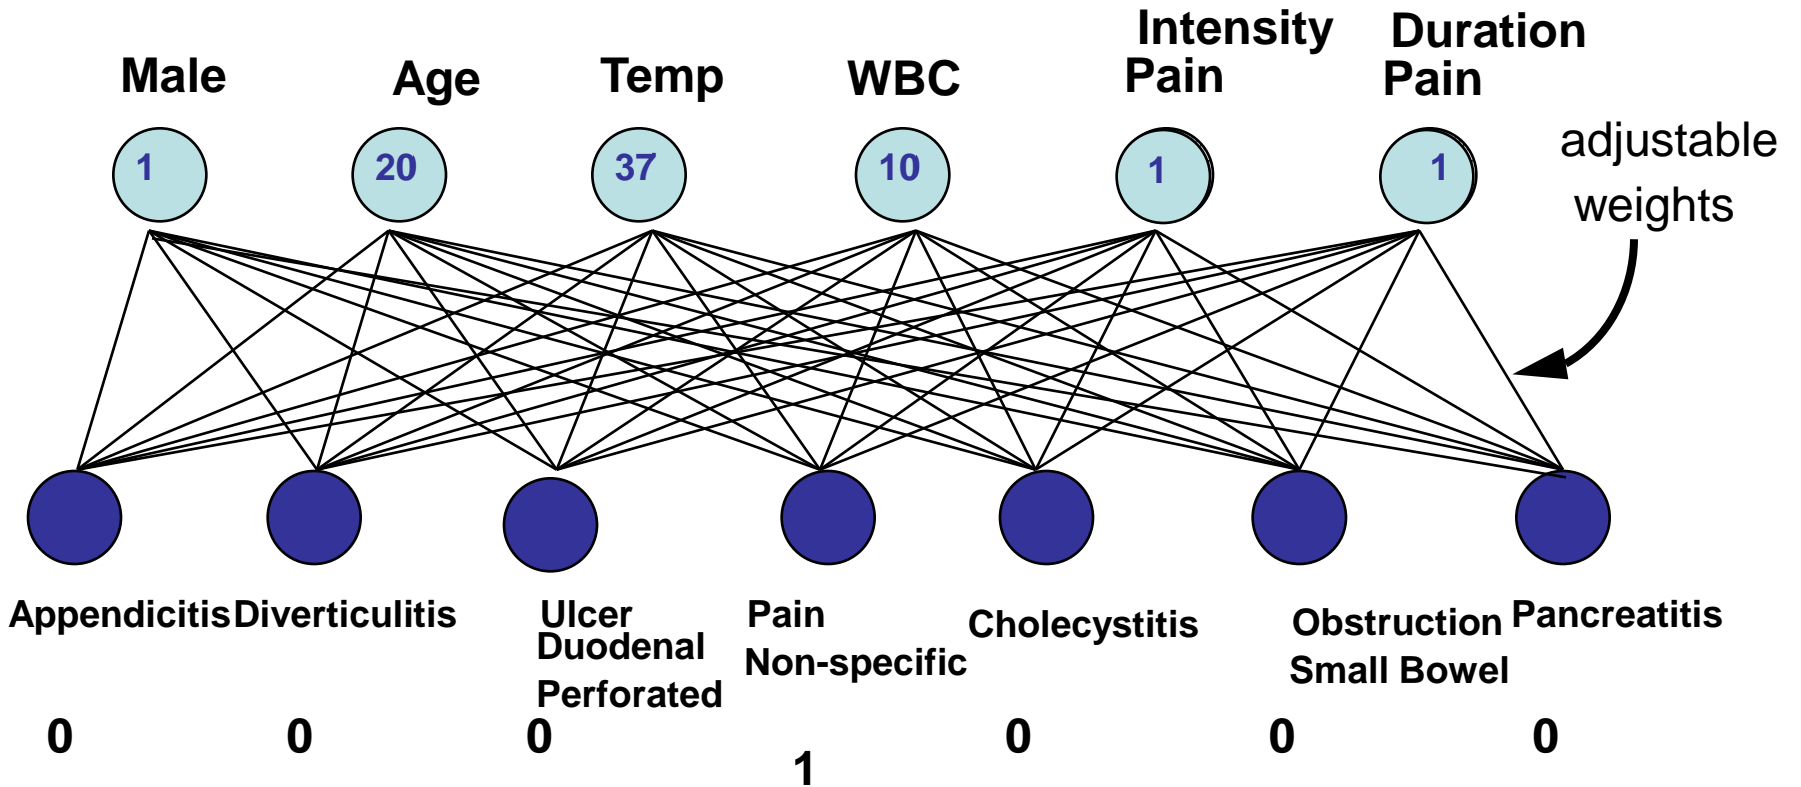 Male
Age
Temp
WBC
Intensity
Pain
Duration
Pain
adjustable
weights
1
20
37
10
1
1
Appendicitis
Diverticulitis
Ulcer
Duodenal
Perforated
Pain
Non-specific
Cholecystitis
Obstruction
Small Bowel
Pancreatitis
0
0
0
1
0
0
0